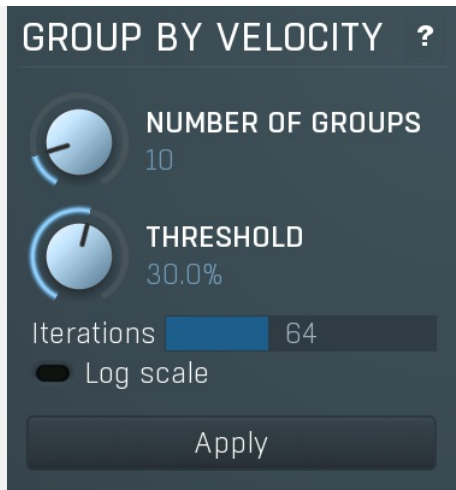 GROUP BY VELOCITY ?
NUMBER OF GROUPS
10
THRESHOLD
30.0%
Iterations 64
Log scale
Apply